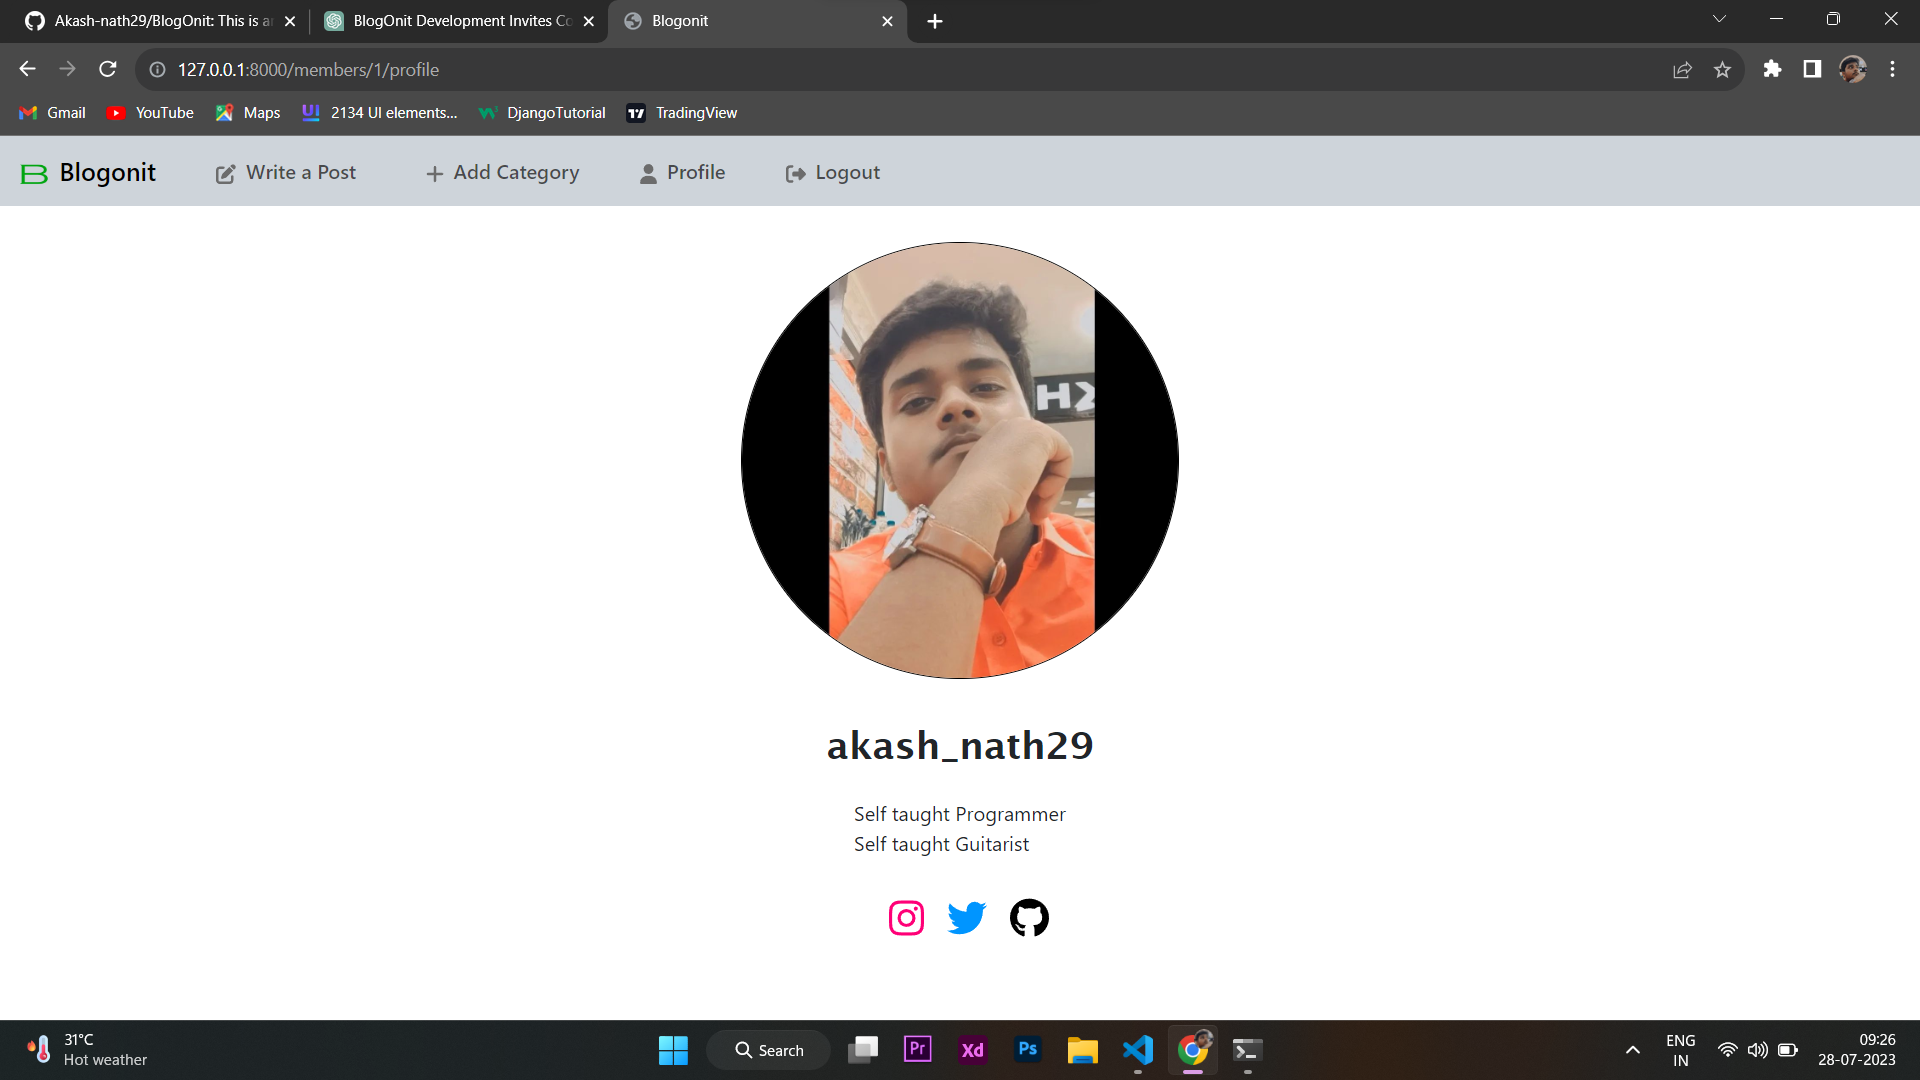 Akash-nath29/BlogOnit: This is a
BlogOnit Development Invites Co
Blogonit
127.0.0.1:8000/members/1/profile
Gmail
YouTube
Maps
2134 UI elements...
DjangoTutorial
TradingView
Blogonit
Write a Post
Add Category
Profile
Logout
akash_nath29
Self taught Programmer
Self taught Guitarist
31°C
Hot weather
Search
Pr
Xd
Ps
ENG
IN
09:26
28-07-2023